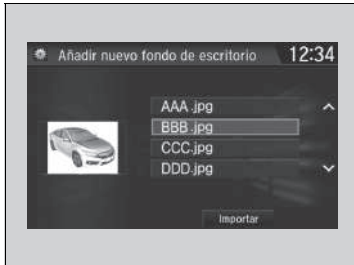 Añadir nuevo fondo de escritorio 12:34
AAA.jpg
BBB.jpg
CCC.jpg
DDD.jpg
Importar